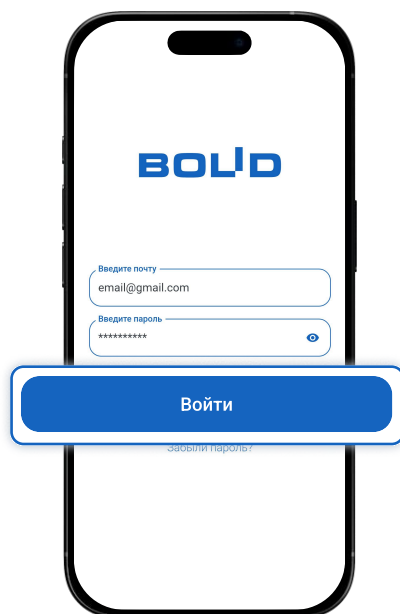 BOLID
Введите почту
email@gmail.com
Введите пароль
**********
Войти
Забыли пароль?